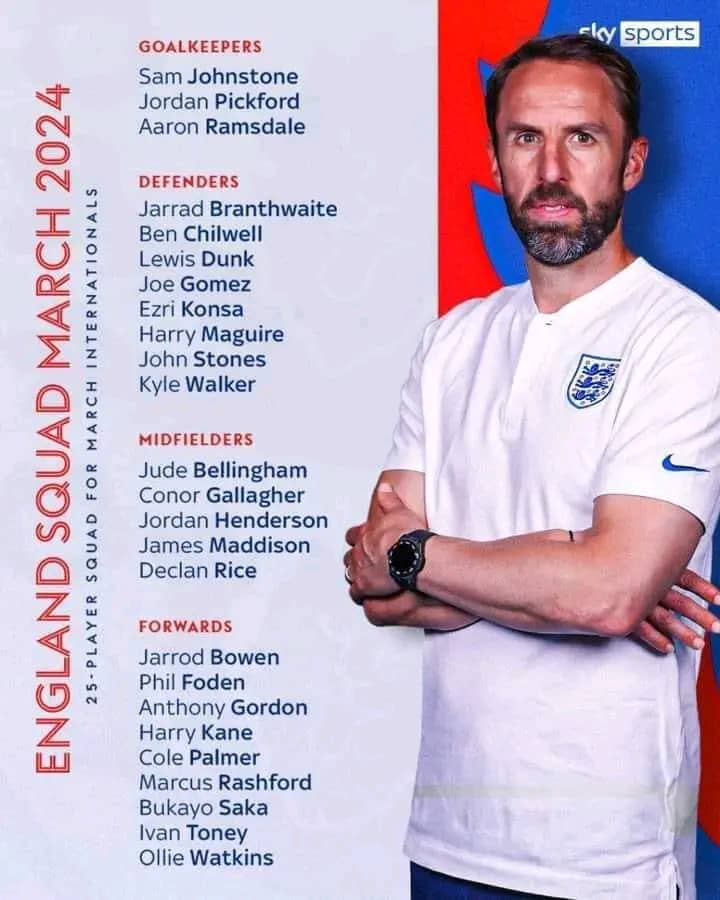 sky sports
ENGLAND SQUAD MARCH 2024
25-PLAYER SQUAD FOR MARCH INTERNATIONALS
GOALKEEPERS
Sam Johnstone
Jordan Pickford
Aaron Ramsdale
DEFENDERS
Jarrad Branthwaite
Ben Chilwell
Lewis Dunk
Joe Gomez
Ezri Konsa
Harry Maguire
John Stones
Kyle Walker
MIDFIELDERS
Jude Bellingham
Conor Gallagher
Jordan Henderson
James Maddison
Declan Rice
FORWARDS
Jarrod Bowen
Phil Foden
Anthony Gordon
Harry Kane
Cole Palmer
Marcus Rashford
Bukayo Saka
Ivan Toney
Ollie Watkins